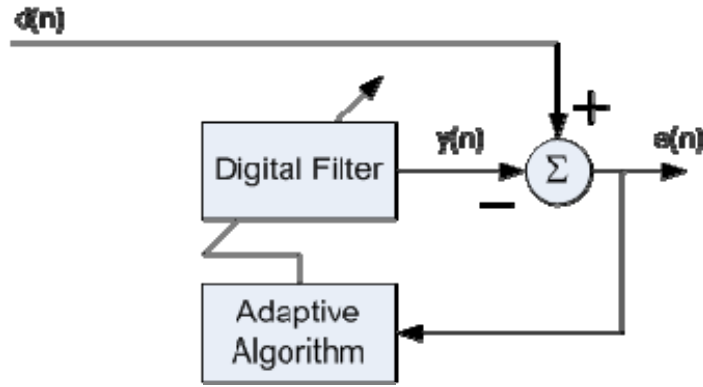 d(n)
+
Digital Filter
y(n)
Σ
e(n)
−
Adaptive
Algorithm